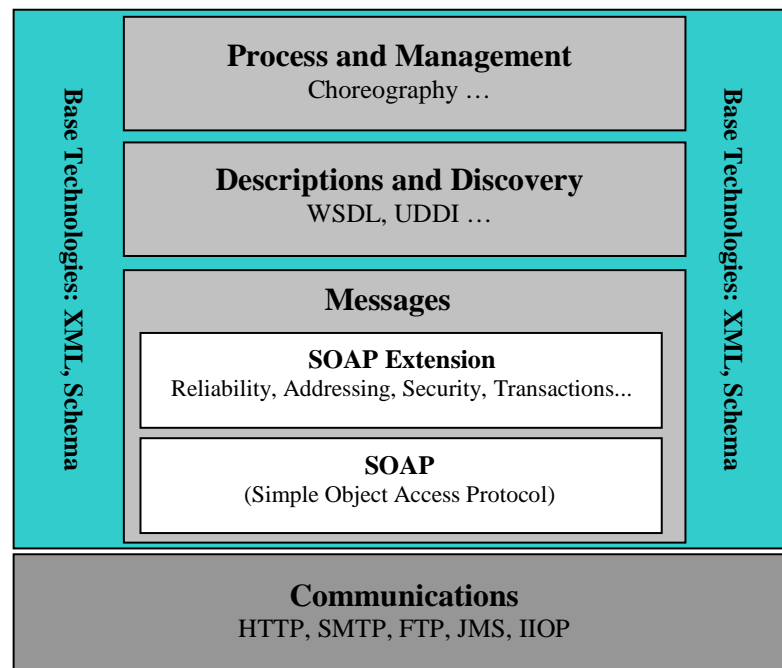 Process and Management
Choreography …
Descriptions and Discovery
WSDL, UDDI …
Messages
SOAP Extension
Reliability, Addressing, Security, Transactions...
SOAP
(Simple Object Access Protocol)
Base Technologies: XML, Schema
Base Technologies: XML, Schema
Communications
HTTP, SMTP, FTP, JMS, IIOP